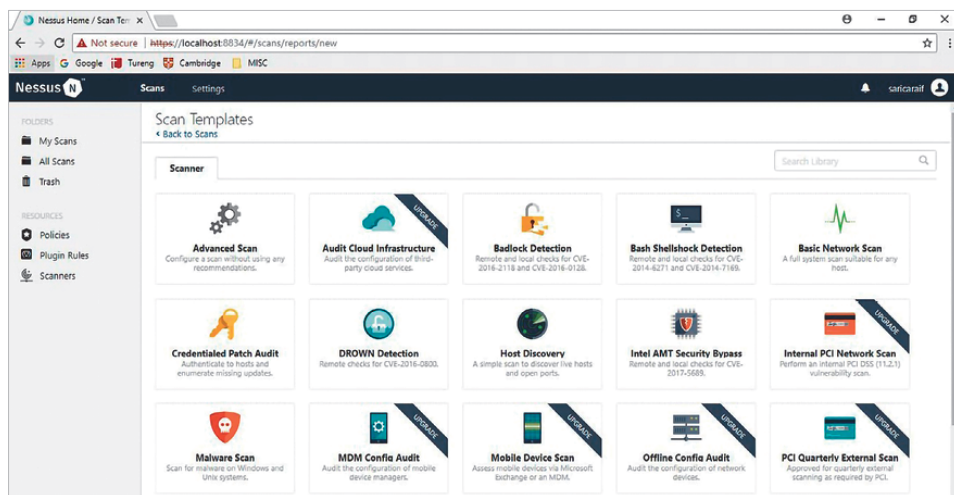 Nessus Home / Scan Tem
Not secure | https://localhost:8834/#/scans/reports/new
Apps Google Tureng Cambridge MISC
Nessus N Scans Settings saricaraif
FOLDERS
My Scans
All Scans
Trash
RESOURCES
Policies
Plugin Rules
Scanners
Scan Templates
Back to Scans
Scanner
Search Library
Advanced Scan
Configure a scan without using any
recommendations.
UPGRADE
Audit Cloud Infrastructure
Audit the configuration of third-
party cloud services.
Badlock Detection
Remote and local checks for CVE-
2016-2118 and CVE-2016-0128.
Bash Shellshock Detection
Remote and local checks for CVE-
2014-6271 and CVE-2014-7169.
Basic Network Scan
A full system scan suitable for any
host.
Credentialed Patch Audit
Authenticate to hosts and
enumerate missing updates.
DROWN Detection
Remote checks for CVE-2016-0800.
Host Discovery
A simple scan to discover live hosts
and open ports.
Intel AMT Security Bypass
Remote and local checks for CVE-
2017-5689.
UPGRADE
Internal PCI Network Scan
Perform an internal PCI DSS (11.2.1)
vulnerability scan.
Malware Scan
Scan for malware on Windows and
Unix systems.
UPGRADE
MDM Config Audit
Audit the configuration of mobile
device managers.
UPGRADE
Mobile Device Scan
Assess mobile devices via Microsoft
Exchange or an MDM.
UPGRADE
Offline Config Audit
Audit the configuration of network
devices.
UPGRADE
PCI Quarterly External Scan
Approved for quarterly external
scanning as required by PCI.